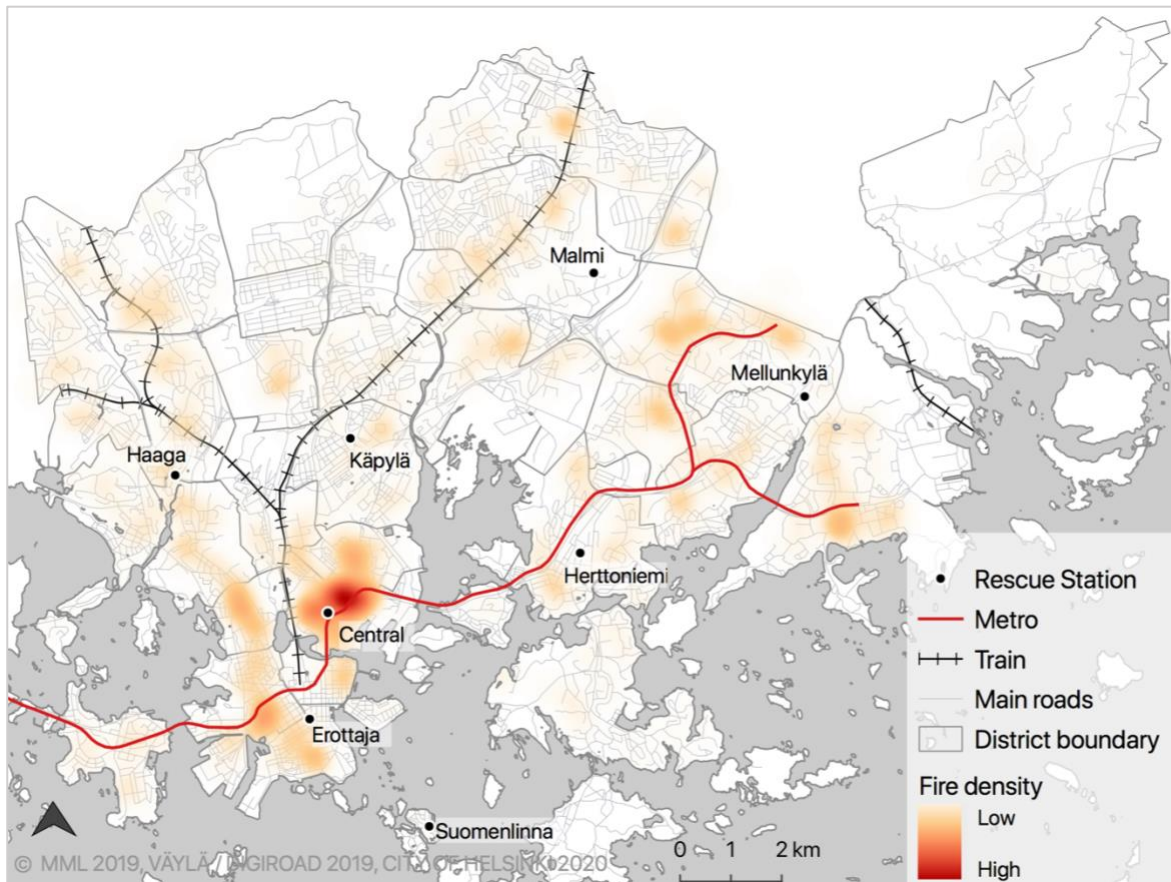 Malmi
Mellunkylä
Haaga
Käpylä
Herttoniemi
Central
Erottaja
Suomenlinna
Rescue Station
Metro
Train
Main roads
District boundary
Fire density
Low
High
0 1 2 km
© MML 2019, VÄYLÄ / DIGIROAD 2019, CITY OF HELSINKI 2020